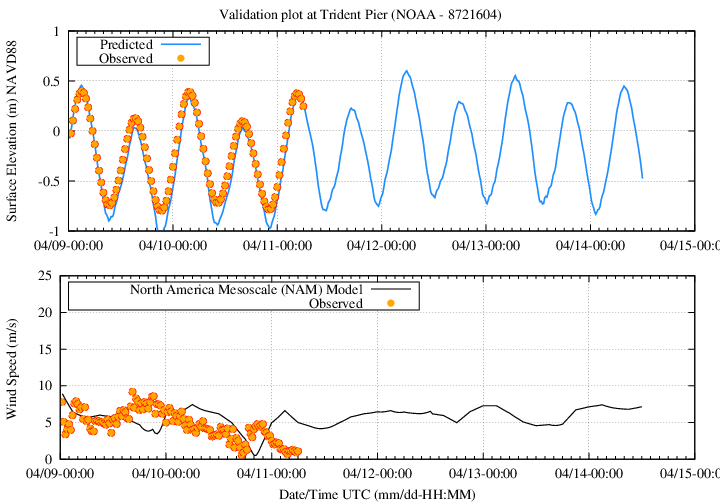 Validation plot at Trident Pier (NOAA - 8721604)
Surface Elevation (m) NAVD88
1
0.5
0
-0.5
-1
Predicted
Observed
04/09-00:00 04/10-00:00 04/11-00:00 04/12-00:00 04/13-00:00 04/14-00:00 04/15-00:00
Wind Speed (m/s)
25
20
15
10
5
0
North America Mesoscale (NAM) Model
Observed
04/09-00:00 04/10-00:00 04/11-00:00 04/12-00:00 04/13-00:00 04/14-00:00 04/15-00:00
Date/Time UTC (mm/dd-HH:MM)